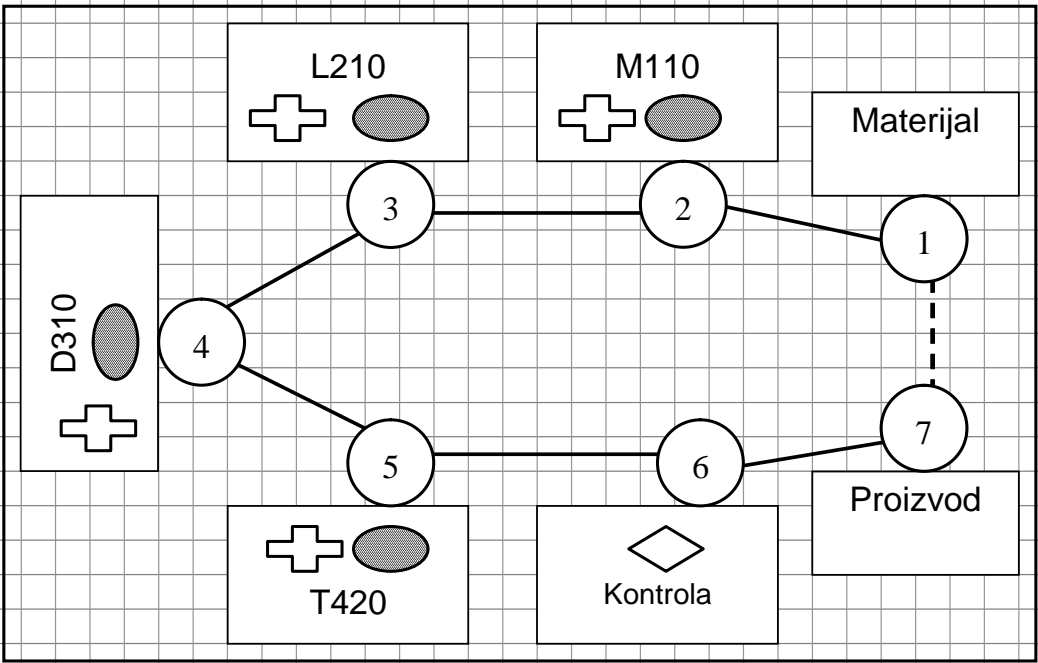 L210
M110
Materijal
3
2
1
D310
4
7
5
6
Proizvod
T420
Kontrola